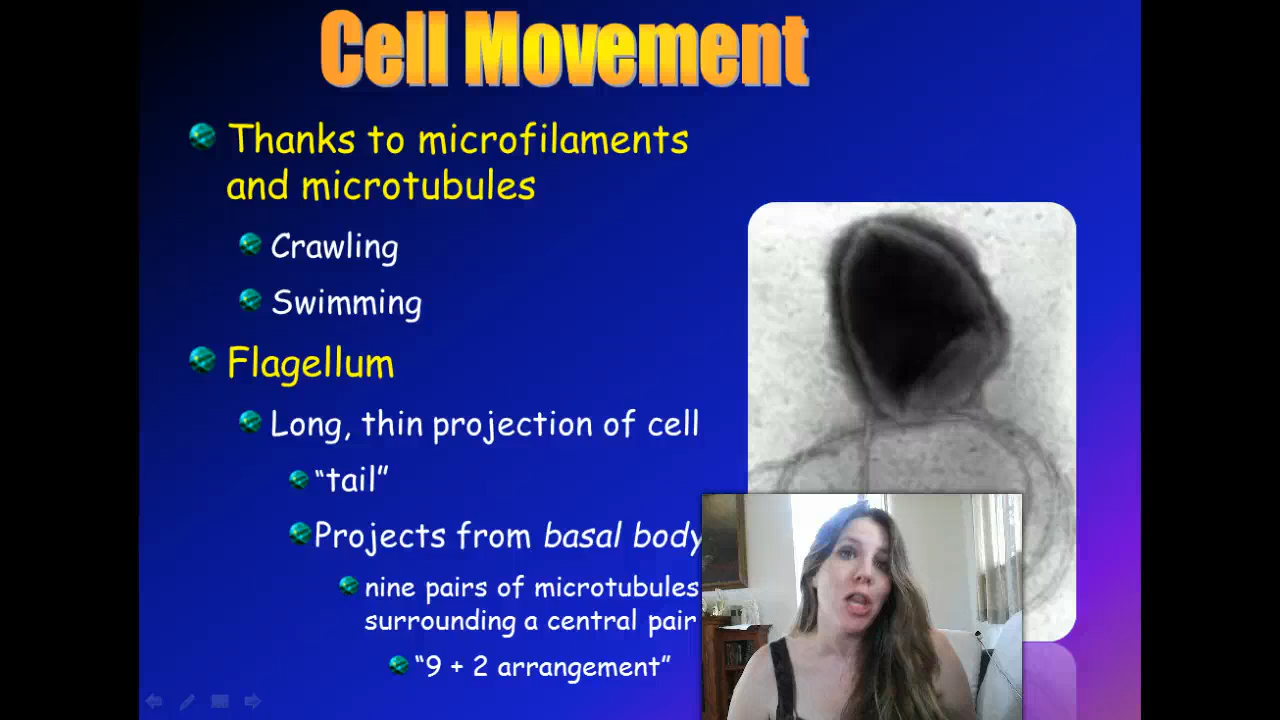 Cell Movement
Thanks to microfilaments
and microtubules
Crawling
Swimming
Flagellum
Long, thin projection of cell
“tail”
Projects from basal body
nine pairs of microtubules
surrounding a central pair
“9 + 2 arrangement”